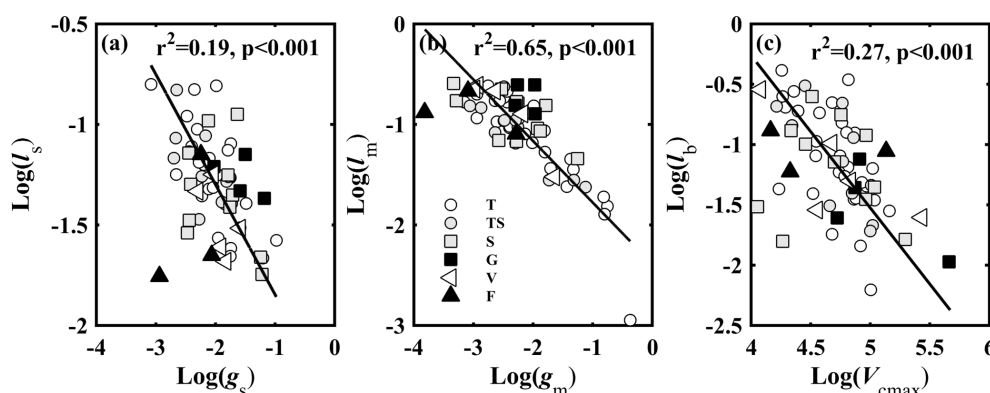 (a)
r²=0.19, p<0.001
-0.5
-1
-1.5
-2
-4
-3
-2
-1
0
Log(lₛ)
Log(gₛ)
(b)
r²=0.65, p<0.001
-0
-1
-2
-3
-4
-3
-2
-1
0
Log(lₘ)
Log(gₘ)
T
TS
S
G
V
F
(c)
r²=0.27, p<0.001
0
-0.5
-1
-1.5
-2
-2.5
4
4.5
5
5.5
6
Log(l_b)
Log(V_cmax)